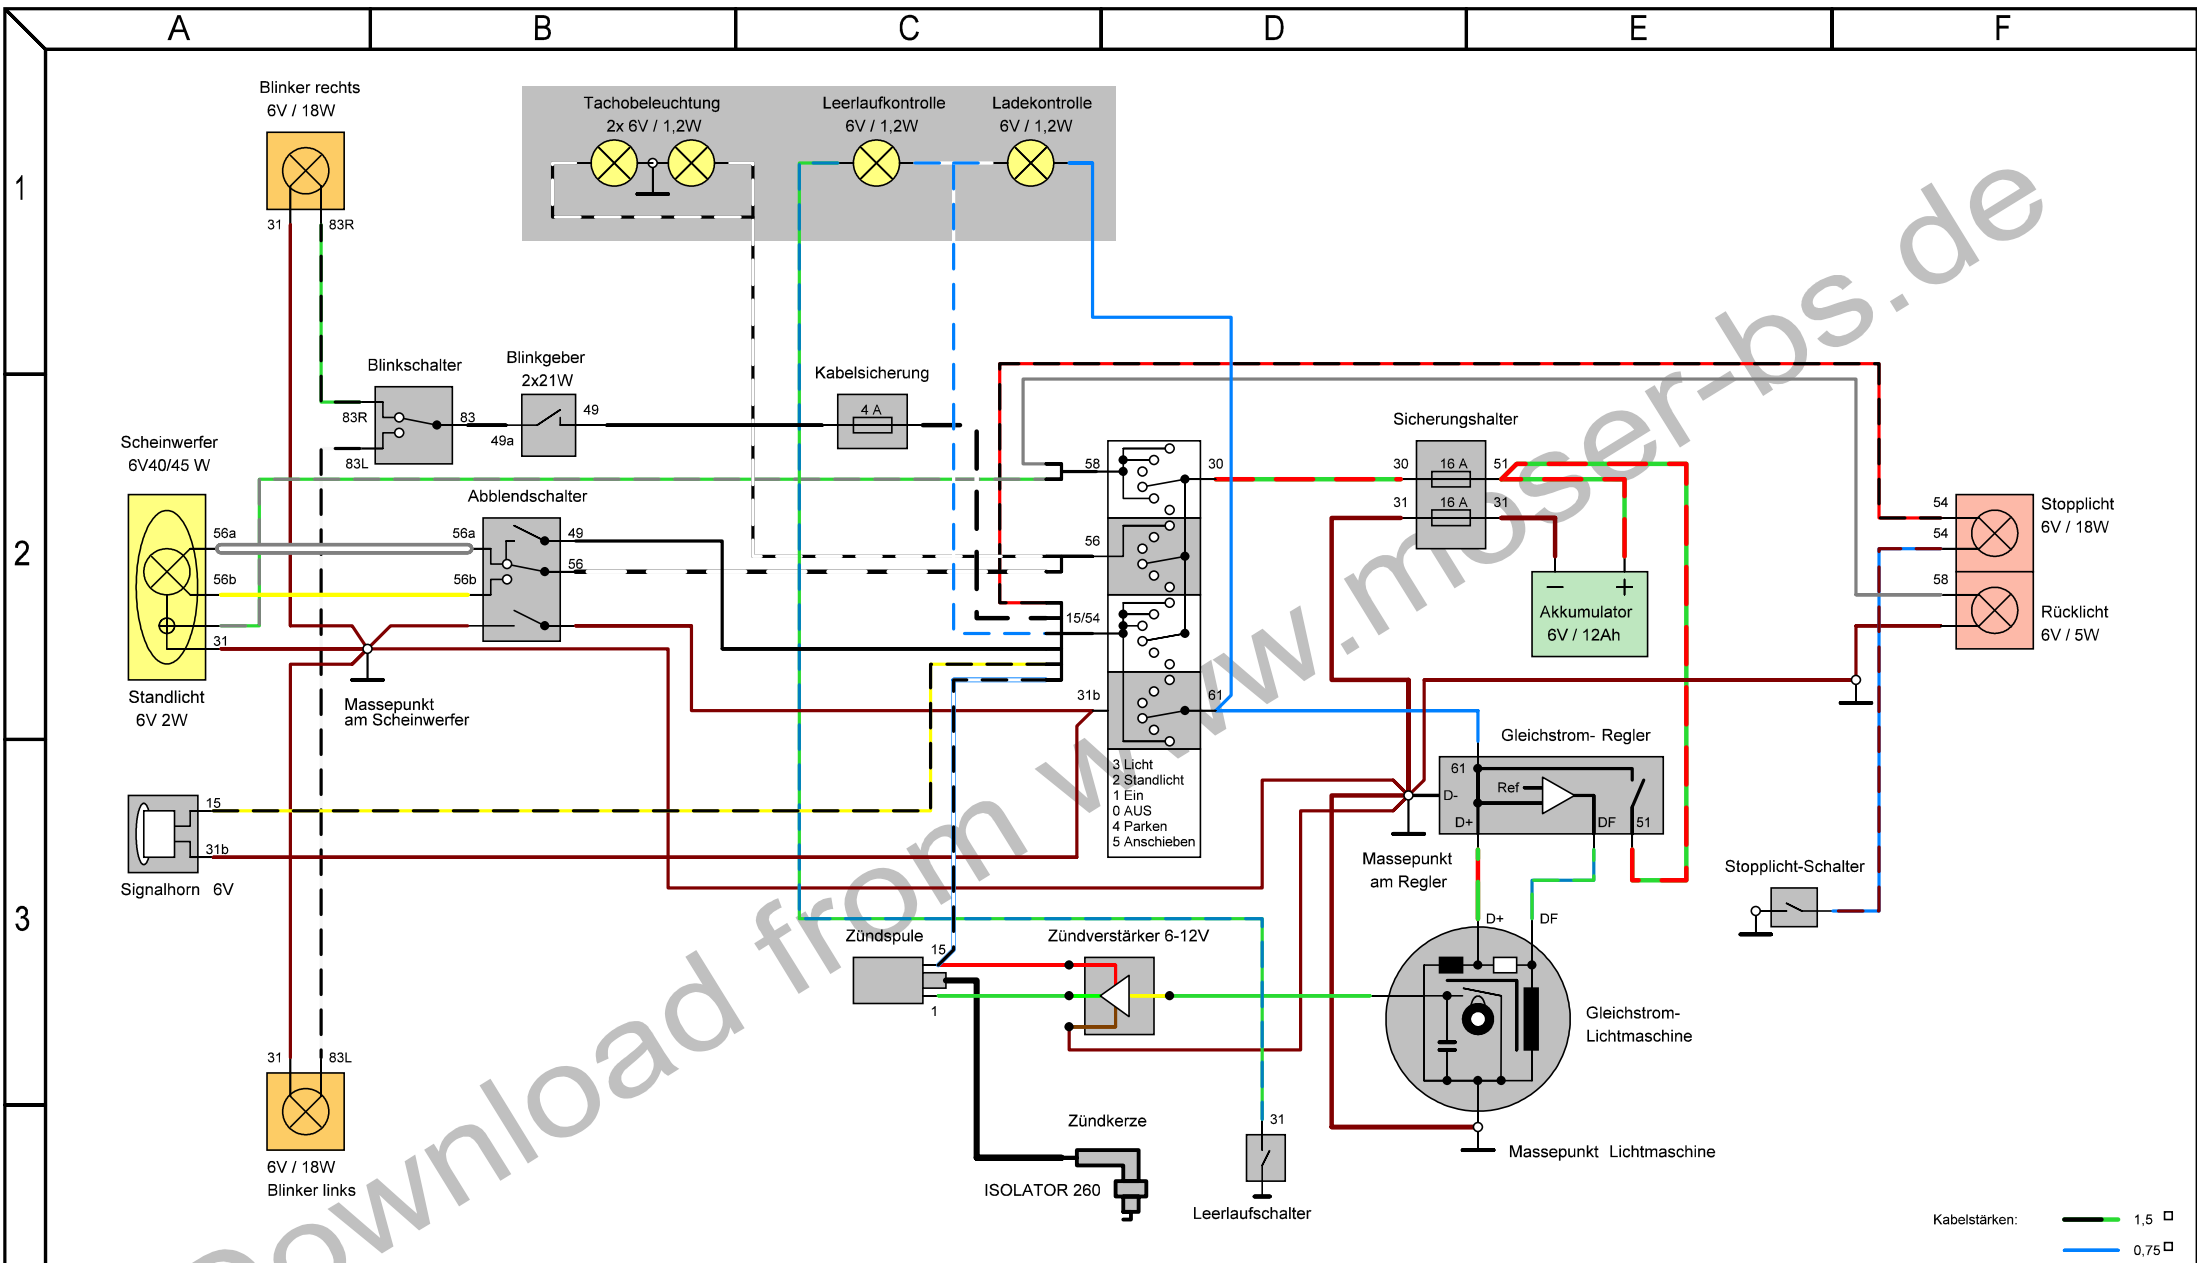 A B C D E F
1
2
3
Blinker rechts
6V / 18W
31 83R
Tachobeleuchtung
2x 6V / 1,2W
Leerlaufkontrolle
6V / 1,2W
Ladekontrolle
6V / 1,2W
Blinkschalter
83R
83L
83
Blinkgeber
2x21W
49
49a
Kabelsicherung
4 A
Sicherungshalter
30 16 A 51
31 16 A 31
Scheinwerfer
6V40/45 W
56a
56b
31
Standlicht
6V 2W
Abblendschalter
56a 49
56
56b
Massepunkt
am Scheinwerfer
58 30
56
15/54
31b 61
3 Licht
2 Standlicht
1 Ein
0 AUS
4 Parken
5 Anschieben
Akkumulator
6V / 12Ah
54
54
58
Stopplicht
6V / 18W
Rücklicht
6V / 5W
Gleichstrom- Regler
61
Ref
D-
D+ DF 51
Massepunkt
am Regler
Stopplicht-Schalter
15
31b
Signalhorn 6V
Zündspule
15
1
Zündverstärker 6-12V
D+ DF
Gleichstrom-
Lichtmaschine
Massepunkt Lichtmaschine
Zündkerze
ISOLATOR 260
31
Leerlaufschalter
31 83L
6V / 18W
Blinker links
Kabelstärken: 1,5
0,75
Download from www.moser-bs.de